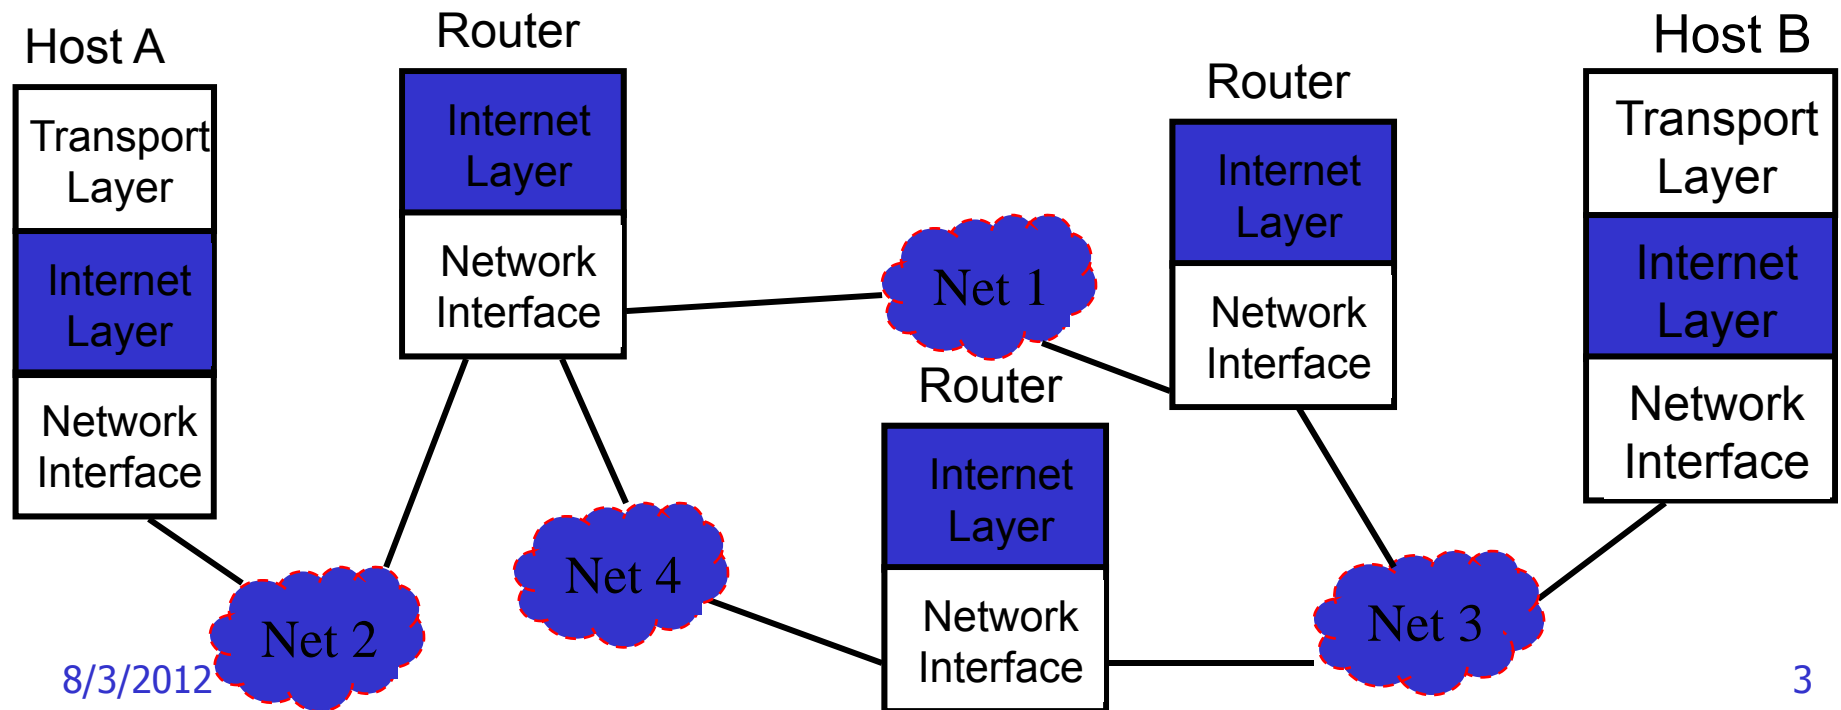 Host A
Transport
Layer
Internet
Layer
Network
Interface
Router
Internet
Layer
Network
Interface
Net 1
Router
Internet
Layer
Network
Interface
Host B
Transport
Layer
Internet
Layer
Network
Interface
Router
Internet
Layer
Network
Interface
Net 2
Net 4
Net 3
8/3/2012
3